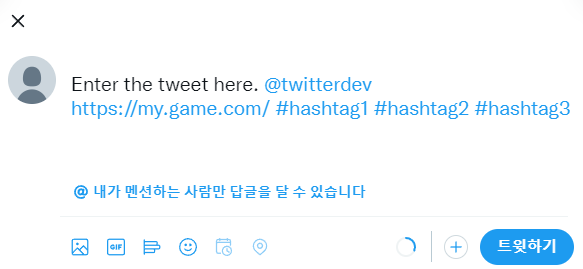 Enter the tweet here. @twitterdev
https://my.game.com/ #hashtag1 #hashtag2 #hashtag3
@ 내가 멘션하는 사람만 답글을 달 수 있습니다
GIF
트윗하기